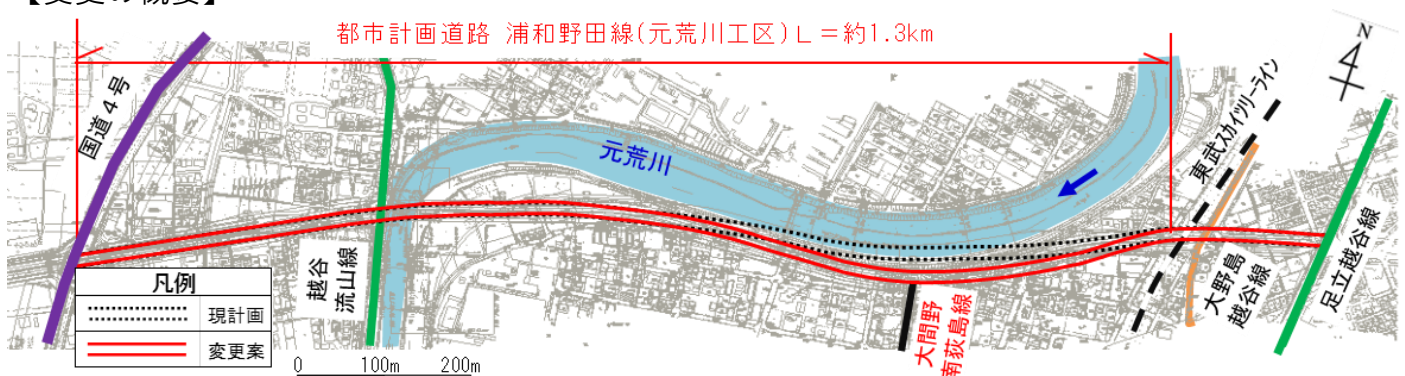 【変更の概要】
都市計画道路 浦和野田線(元荒川工区)L=約1.3km
N
国道4号
元荒川
東武スカイツリーライン
越谷
流山線
大間野
南荻島線
大野島
越谷線
足立越谷線
凡例
現計画
変更案
0 100m 200m